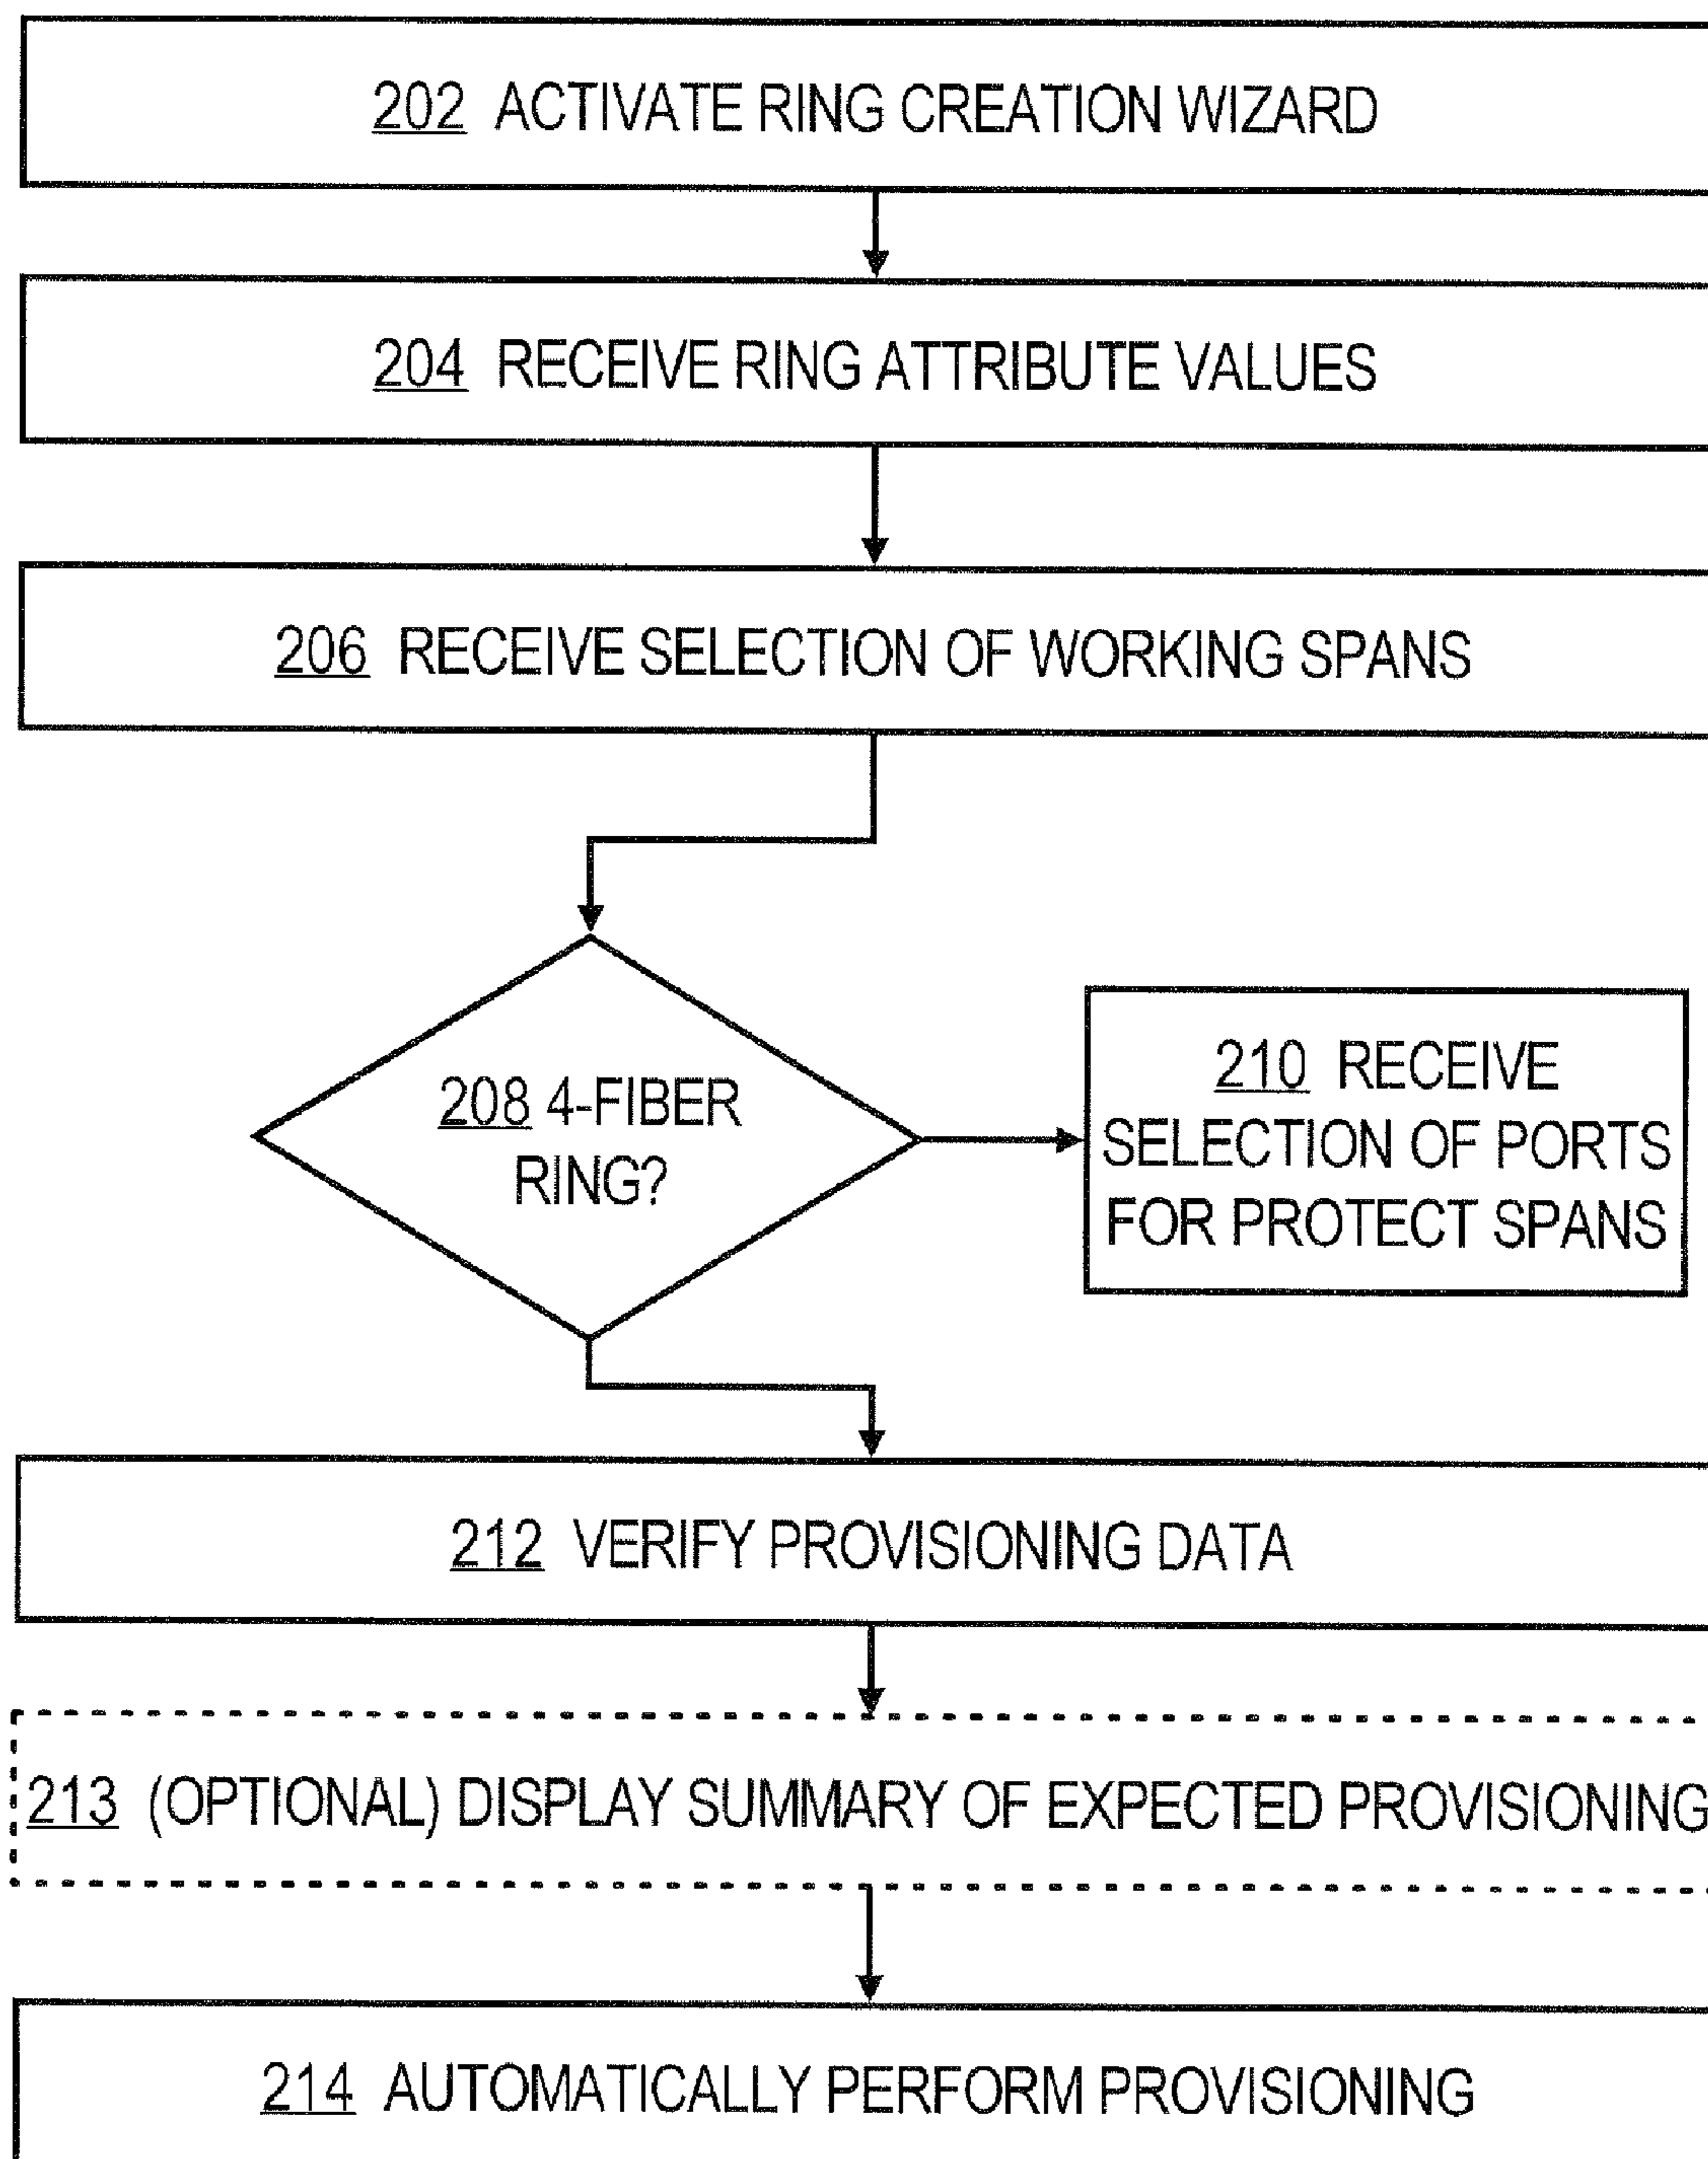 202 ACTIVATE RING CREATION WIZARD
204 RECEIVE RING ATTRIBUTE VALUES
206 RECEIVE SELECTION OF WORKING SPANS
208 4-FIBER
RING?
210 RECEIVE
SELECTION OF PORTS
FOR PROTECT SPANS
212 VERIFY PROVISIONING DATA
213 (OPTIONAL) DISPLAY SUMMARY OF EXPECTED PROVISIONING
214 AUTOMATICALLY PERFORM PROVISIONING